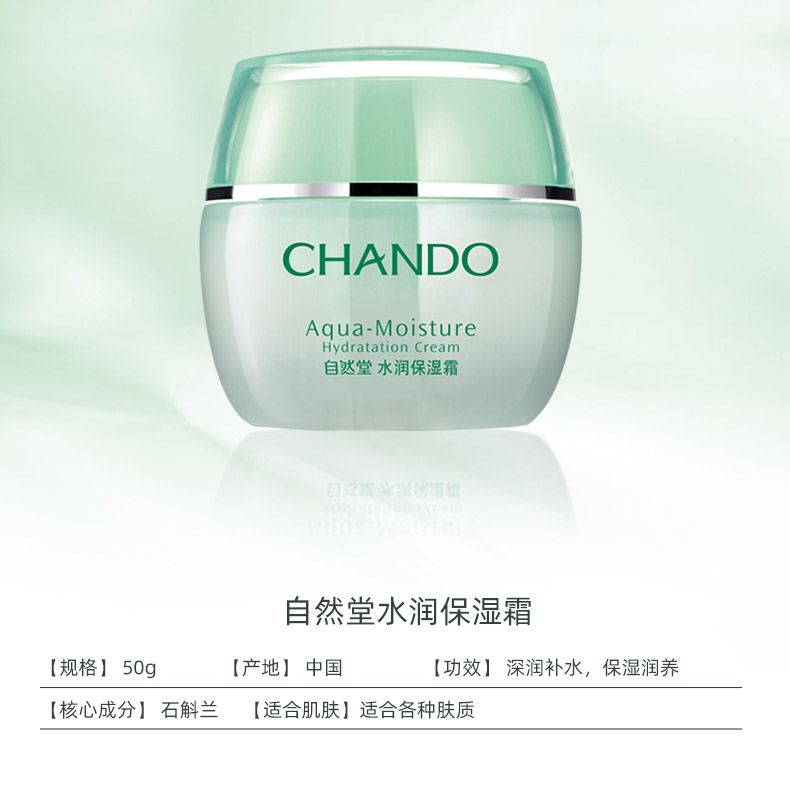 CHANDO
Aqua-Moisture
Hydratation Cream
自然堂 水润保湿霜
自然堂水润保湿霜
【规格】 50g 【产地】 中国 【功效】 深润补水，保湿润养
【核心成分】 石斛兰 【适合肌肤】适合各种肤质